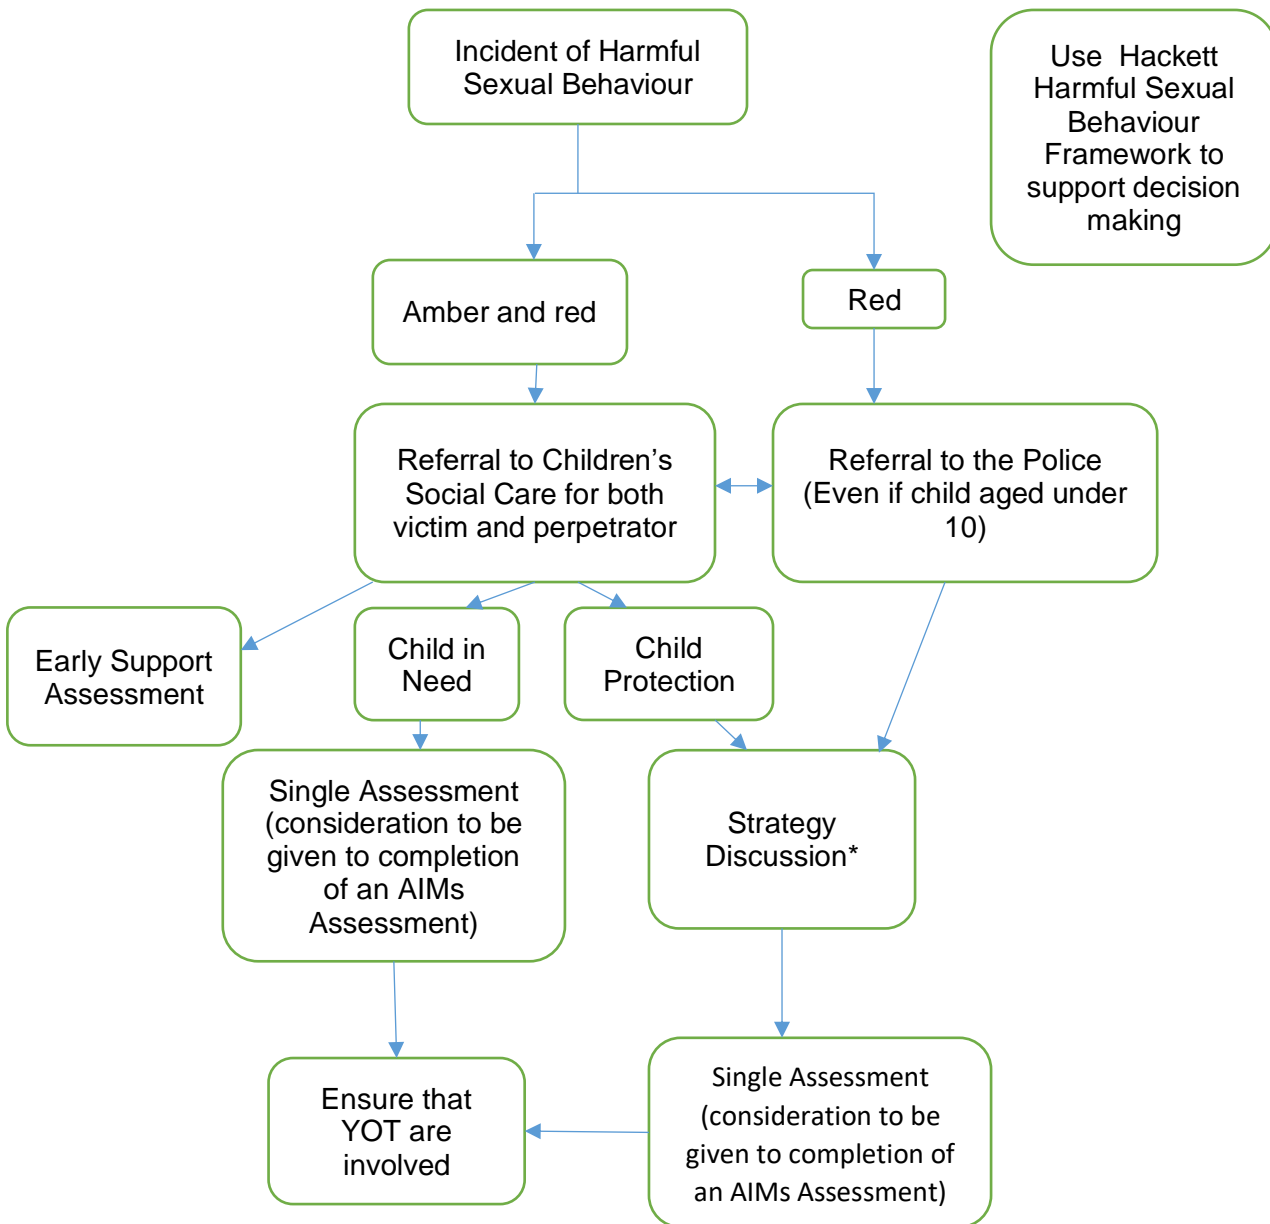 Incident of Harmful
Sexual Behaviour
Use  Hackett
Harmful Sexual
Behaviour
Framework to
support decision
making
Amber and red
Red
Referral to Children’s
Social Care for both
victim and perpetrator
Referral to the Police
(Even if child aged under
10)
Early Support
Assessment
Child in
Need
Child
Protection
Single Assessment
(consideration to be
given to completion
of an AIMs
Assessment)
Strategy
Discussion*
Ensure that
YOT are
involved
Single Assessment
(consideration to be
given to completion of
an AIMs Assessment)